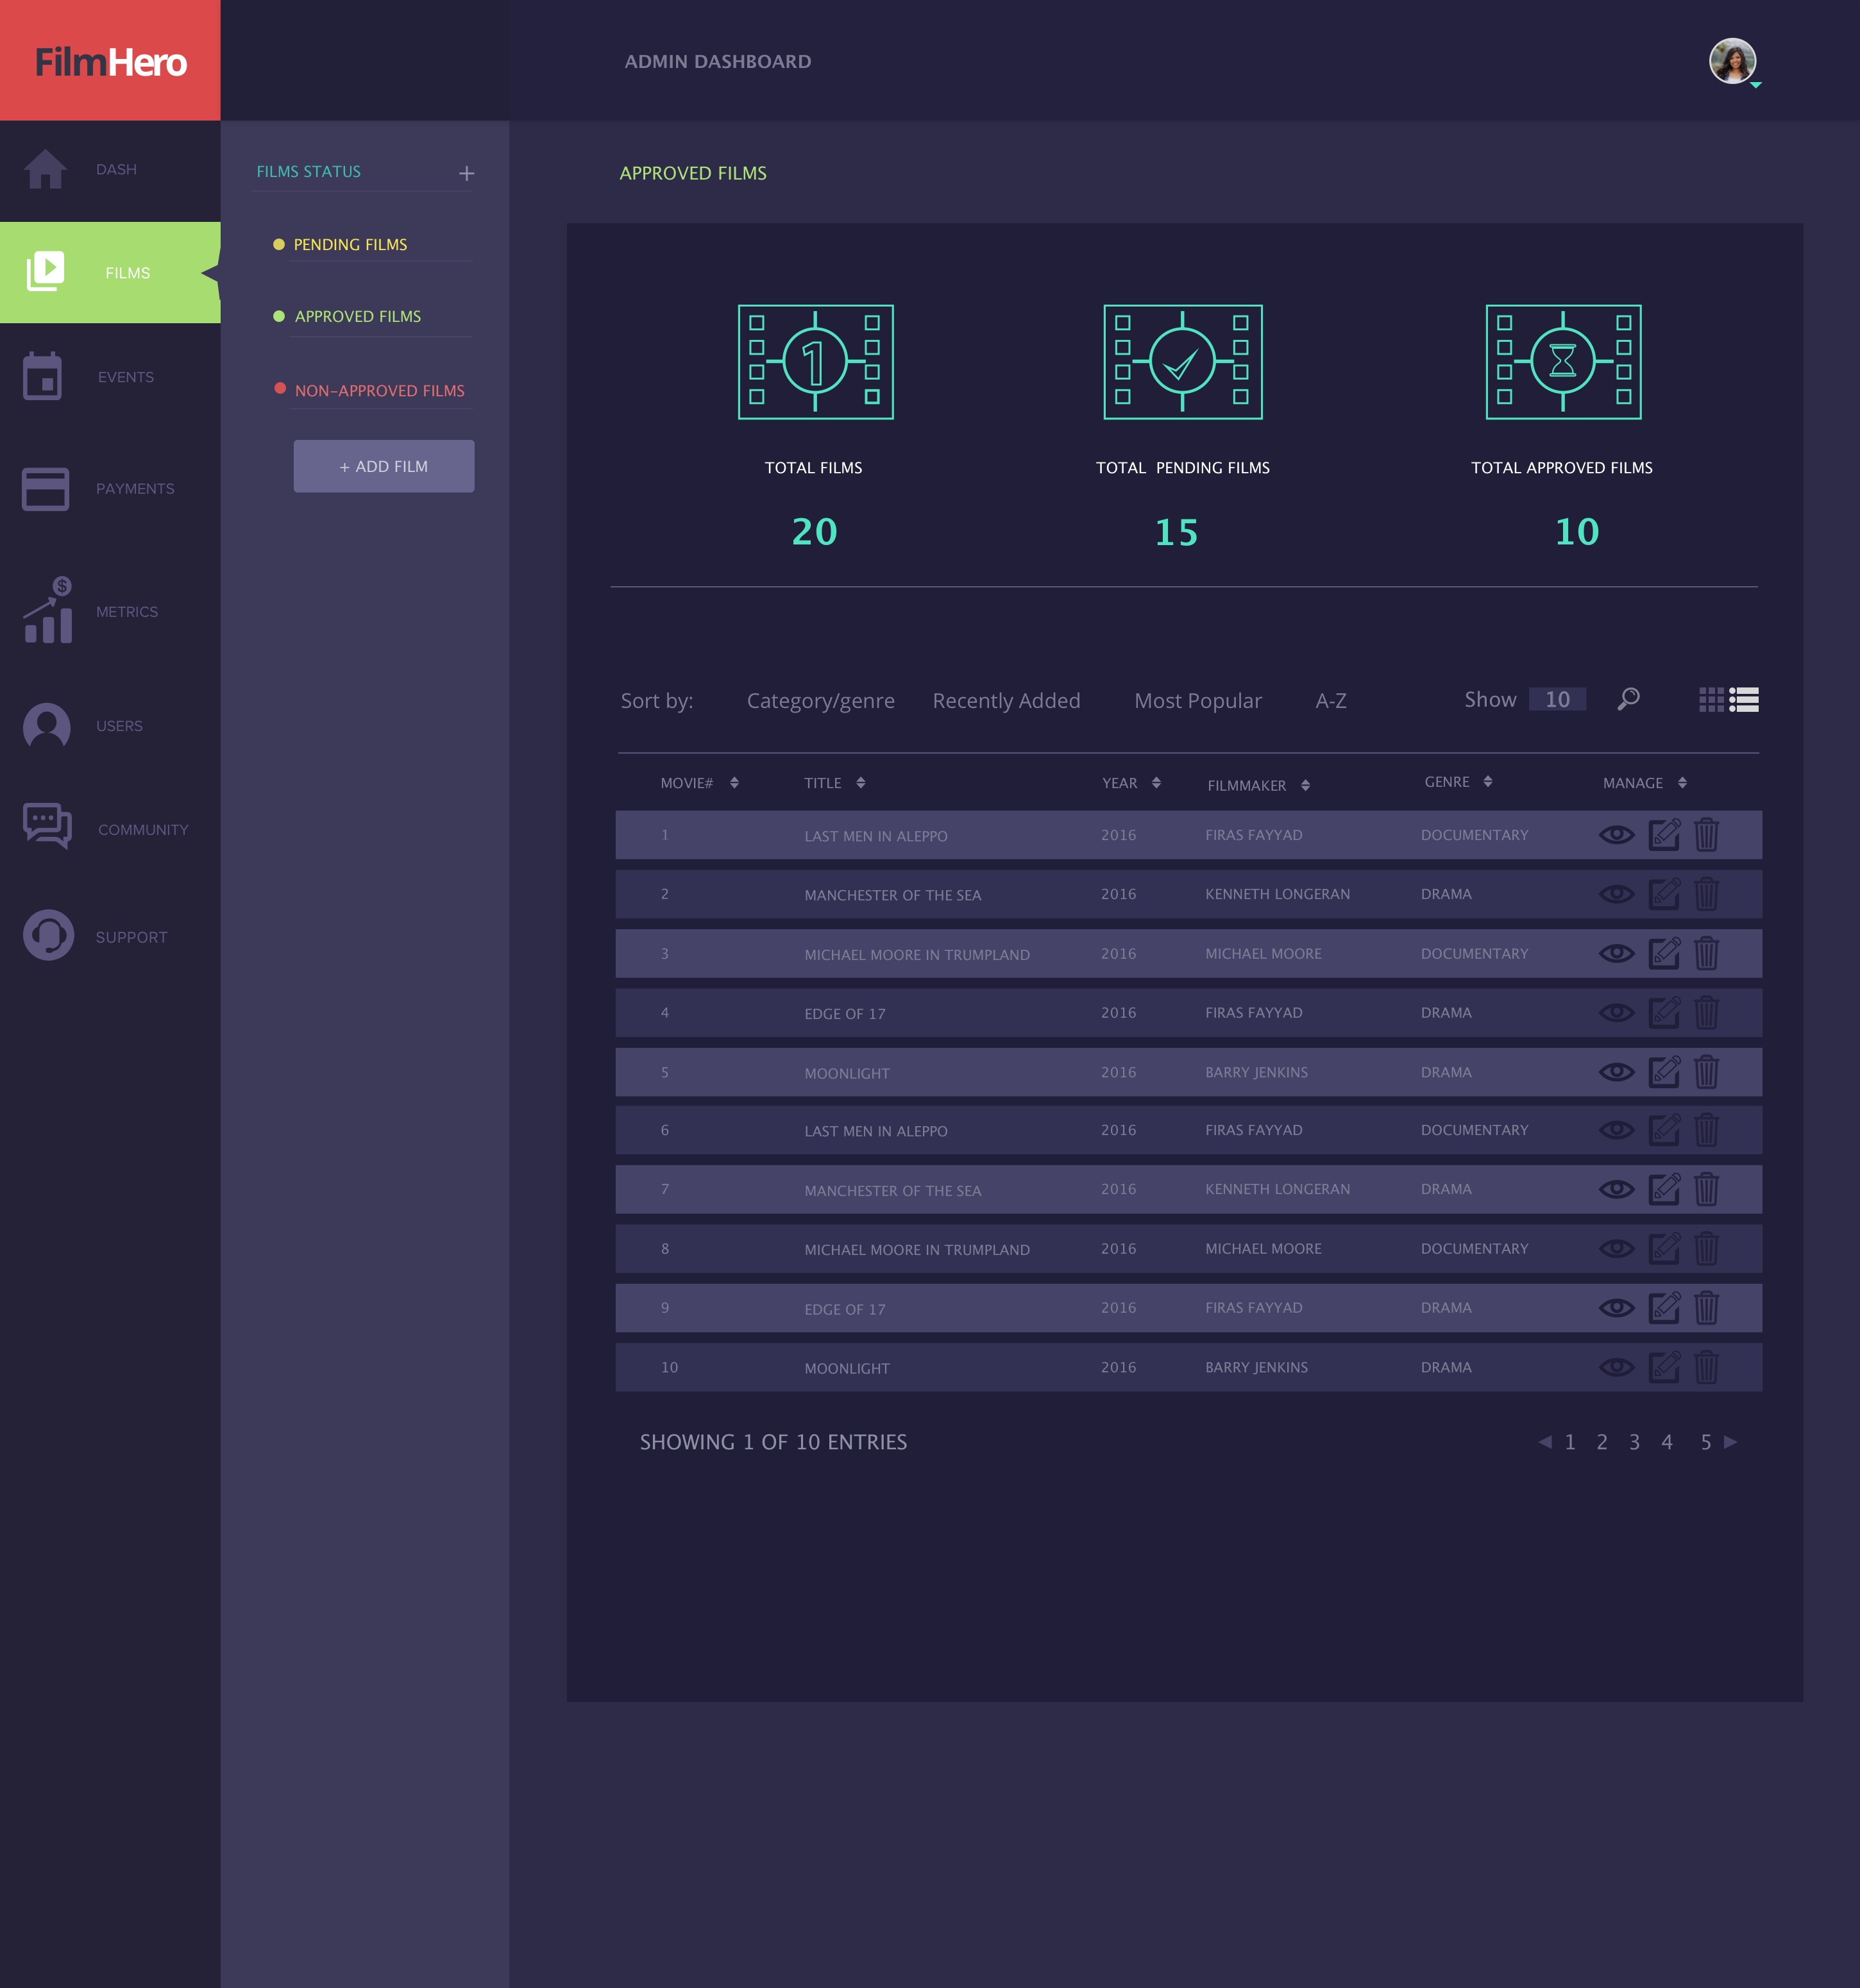 FilmHero
ADMIN DASHBOARD
DASH
FILMS
EVENTS
PAYMENTS
$
METRICS
USERS
COMMUNITY
SUPPORT
FILMS STATUS +
PENDING FILMS
APPROVED FILMS
NON-APPROVED FILMS
+ ADD FILM
APPROVED FILMS
1
TOTAL FILMS TOTAL PENDING FILMS TOTAL APPROVED FILMS
20 15 10
Sort by: Category/genre Recently Added Most Popular A-Z Show 10
MOVIE# TITLE YEAR FILMMAKER GENRE MANAGE
1 LAST MEN IN ALEPPO 2016 FIRAS FAYYAD DOCUMENTARY
2 MANCHESTER OF THE SEA 2016 KENNETH LONGERAN DRAMA
3 MICHAEL MOORE IN TRUMPLAND 2016 MICHAEL MOORE DOCUMENTARY
4 EDGE OF 17 2016 FIRAS FAYYAD DRAMA
5 MOONLIGHT 2016 BARRY JENKINS DRAMA
6 LAST MEN IN ALEPPO 2016 FIRAS FAYYAD DOCUMENTARY
7 MANCHESTER OF THE SEA 2016 KENNETH LONGERAN DRAMA
8 MICHAEL MOORE IN TRUMPLAND 2016 MICHAEL MOORE DOCUMENTARY
9 EDGE OF 17 2016 FIRAS FAYYAD DRAMA
10 MOONLIGHT 2016 BARRY JENKINS DRAMA
SHOWING 1 OF 10 ENTRIES 1 2 3 4 5